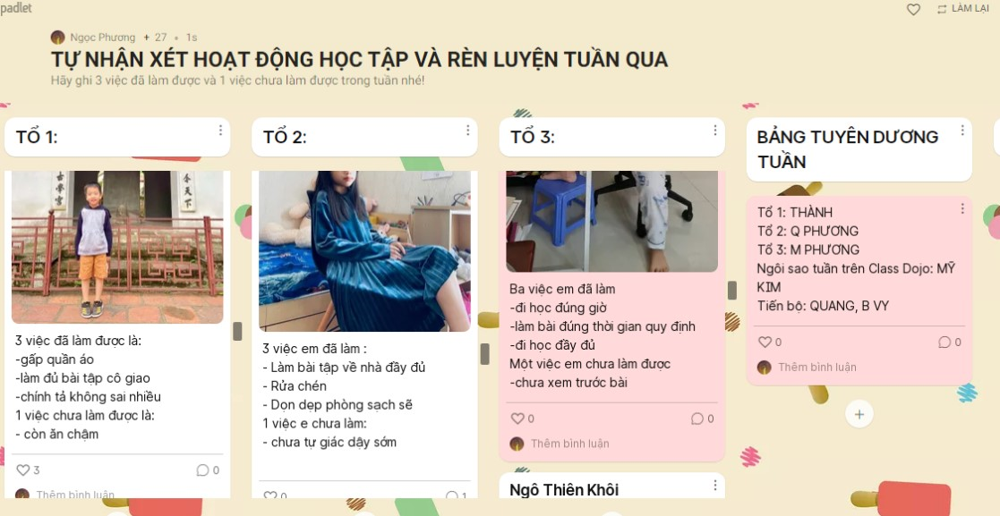 padlet
LÀM LẠI
Ngọc Phương + 27 • 1s
TỰ NHẬN XÉT HOẠT ĐỘNG HỌC TẬP VÀ RÈN LUYỆN TUẦN QUA
Hãy ghi 3 việc đã làm được và 1 việc chưa làm được trong tuần nhé!
TỔ 1:
3 việc đã làm được là:
-gấp quần áo
-làm đủ bài tập cô giao
-chính tả không sai nhiều
1 việc chưa làm được là:
- còn ăn chậm
3
0
Thêm bình luận
TỔ 2:
3 việc em đã làm :
- Làm bài tập về nhà đầy đủ
- Rửa chén
- Dọn dẹp phòng sạch sẽ
1 việc e chưa làm:
- chưa tự giác dậy sớm
0
1
TỔ 3:
Ba việc em đã làm
-đi học đúng giờ
-làm bài đúng thời gian quy định
-đi học đầy đủ
Một việc em chưa làm được
-chưa xem trước bài
0
0
Thêm bình luận
Ngô Thiên Khôi
BẢNG TUYÊN DƯƠNG
TUẦN
Tổ 1: THÀNH
Tổ 2: Q PHƯƠNG
Tổ 3: M PHƯƠNG
Ngôi sao tuần trên Class Dojo: MỸ
KIM
Tiến bộ: QUANG, B VY
0
0
Thêm bình luận